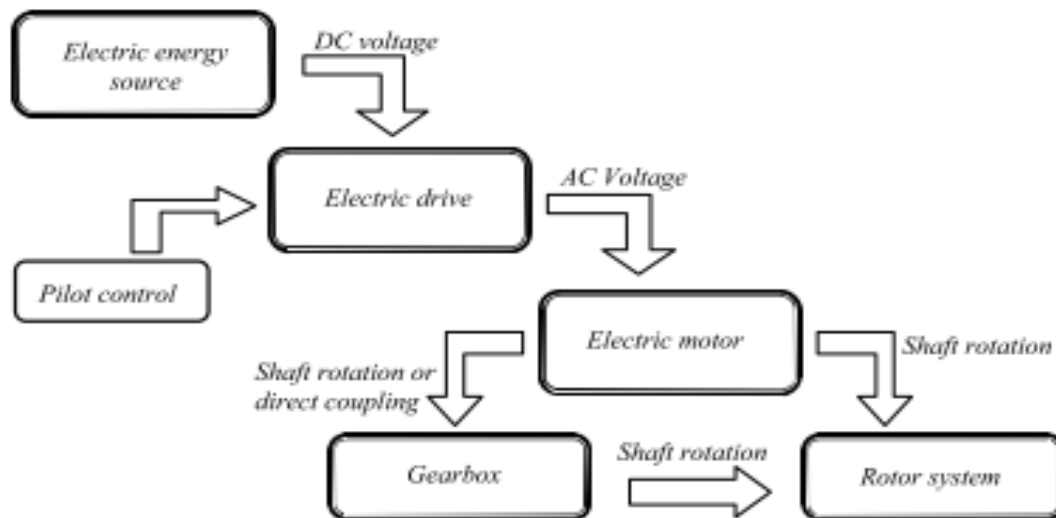 Electric energy
source
DC voltage
Electric drive
AC Voltage
Pilot control
Electric motor
Shaft rotation
Shaft rotation or
direct coupling
Gearbox
Shaft rotation
Rotor system